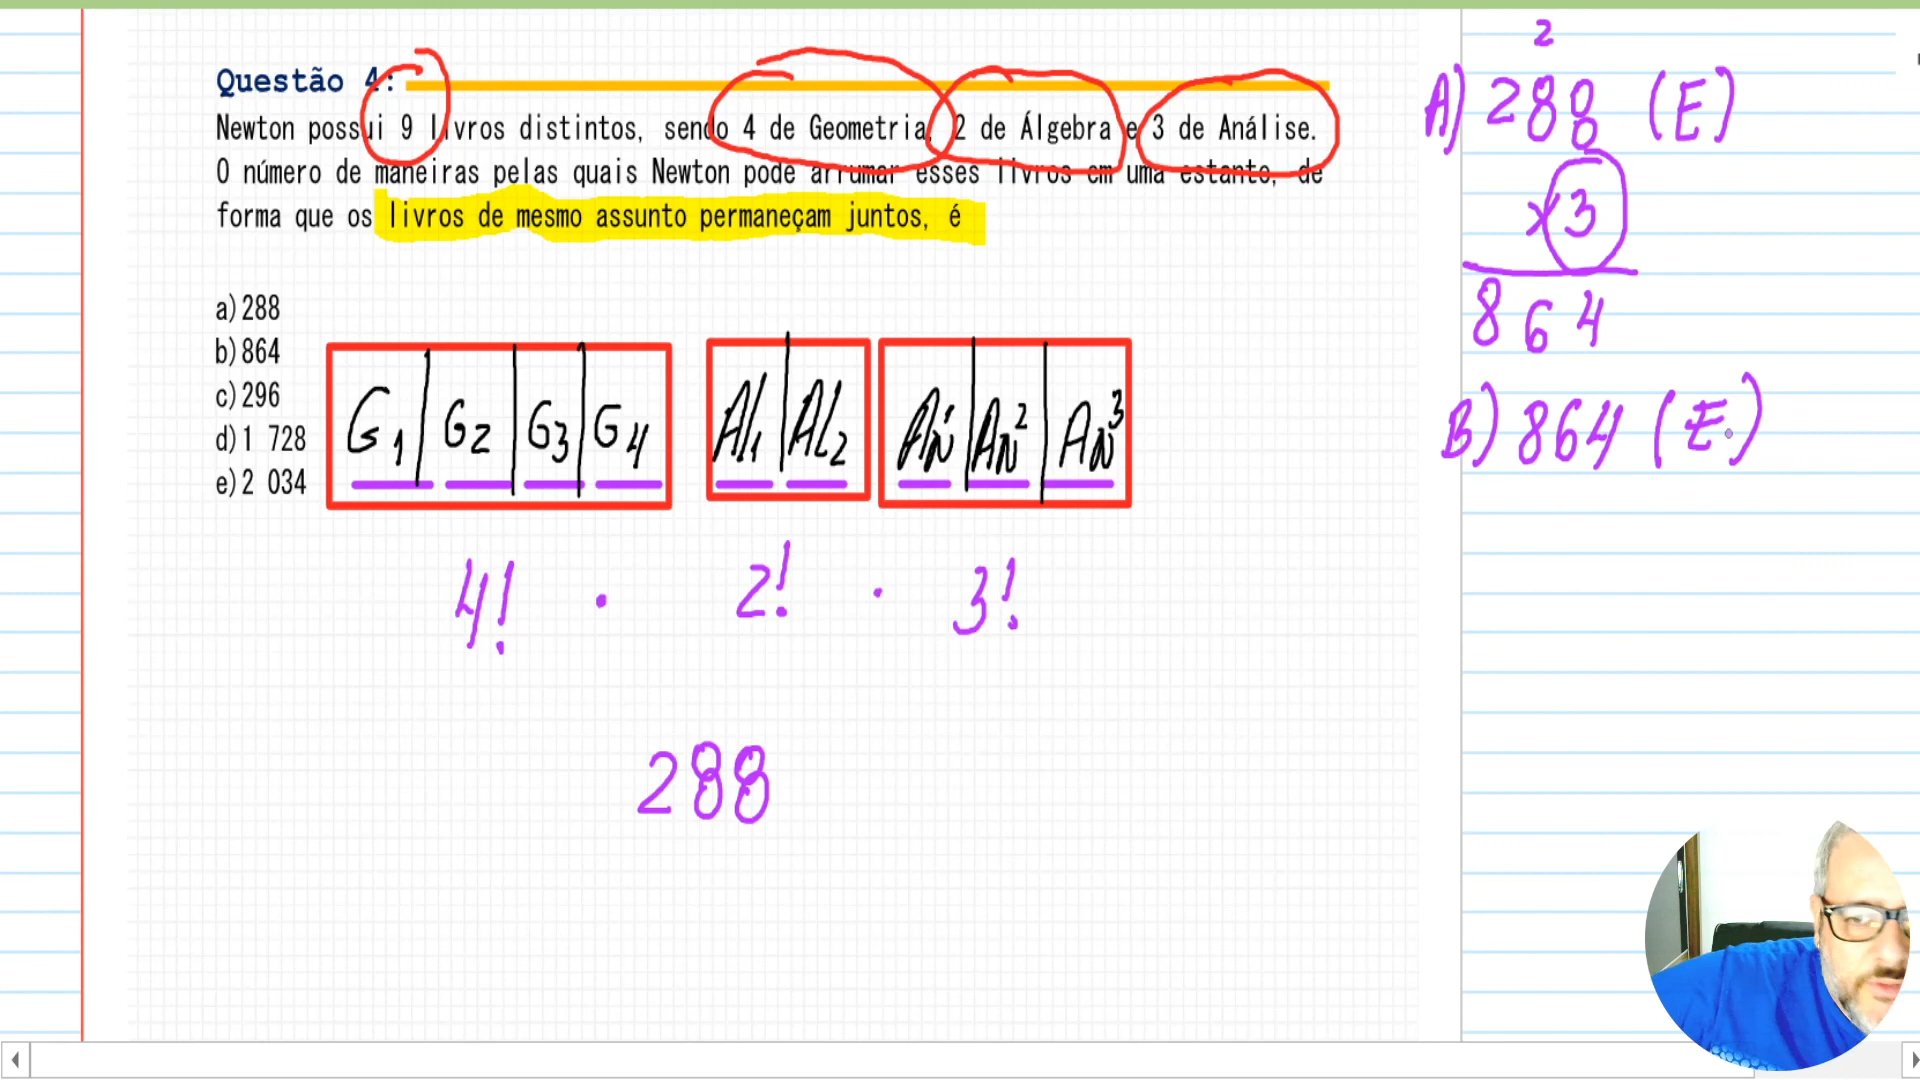 Questão 4:
Newton possui 9 livros distintos, sendo 4 de Geometria, 2 de Álgebra e 3 de Análise.
O número de maneiras pelas quais Newton pode arrumar esses livros em uma estante, de
forma que os livros de mesmo assunto permaneçam juntos, é
a) 288
b) 864
c) 296
d) 1 728
e) 2 034
G1 G2 G3 G4 Al1 Al2 An1 An2 An3
4! · 2! · 3!
288
2
A) 288 (E)
x3
864
B) 864 (E)